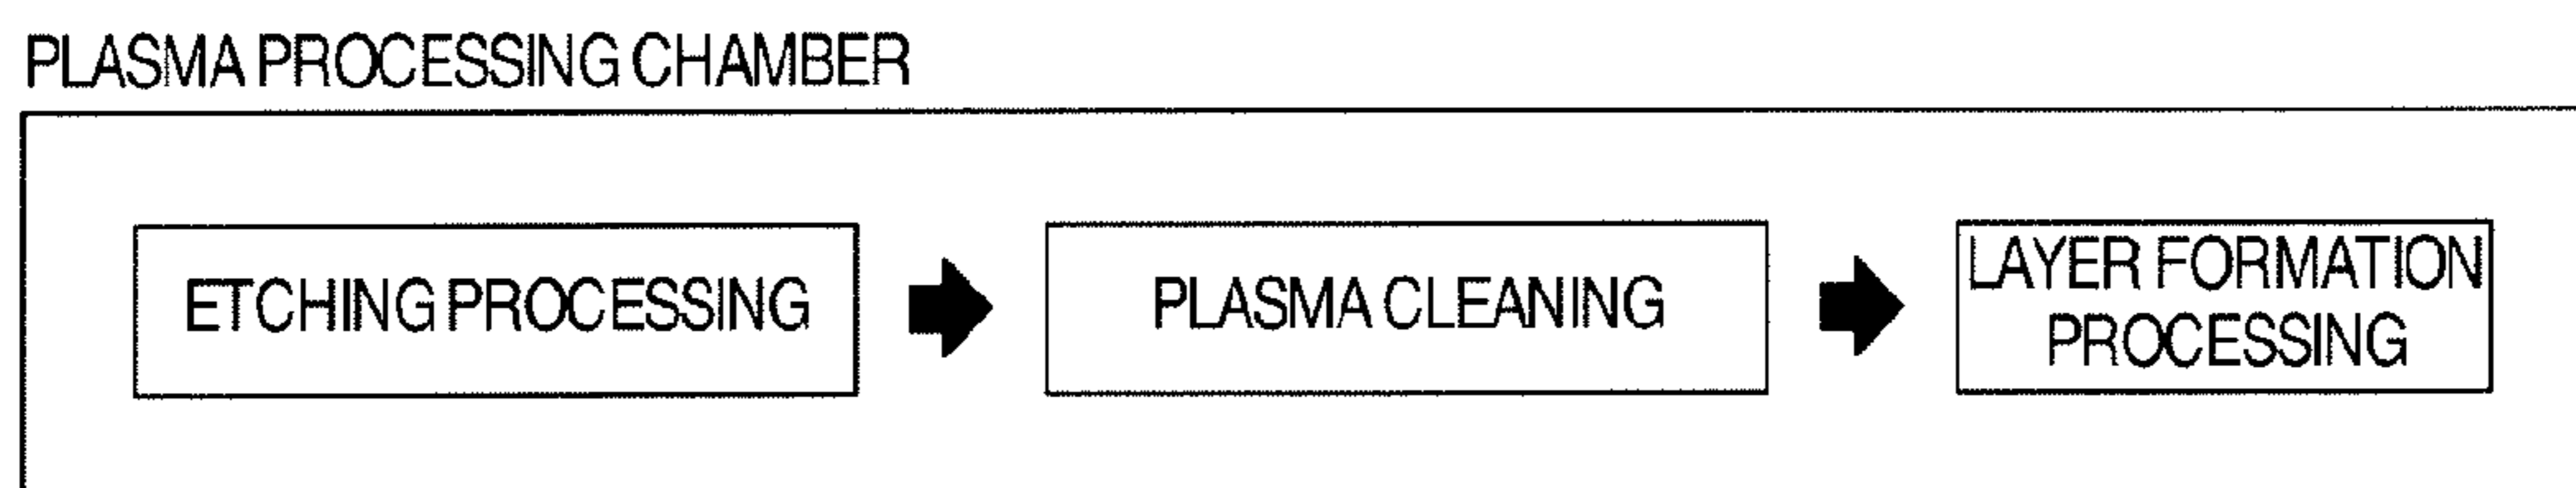 PLASMA PROCESSING CHAMBER
ETCHING PROCESSING
PLASMA CLEANING
LAYER FORMATION
PROCESSING